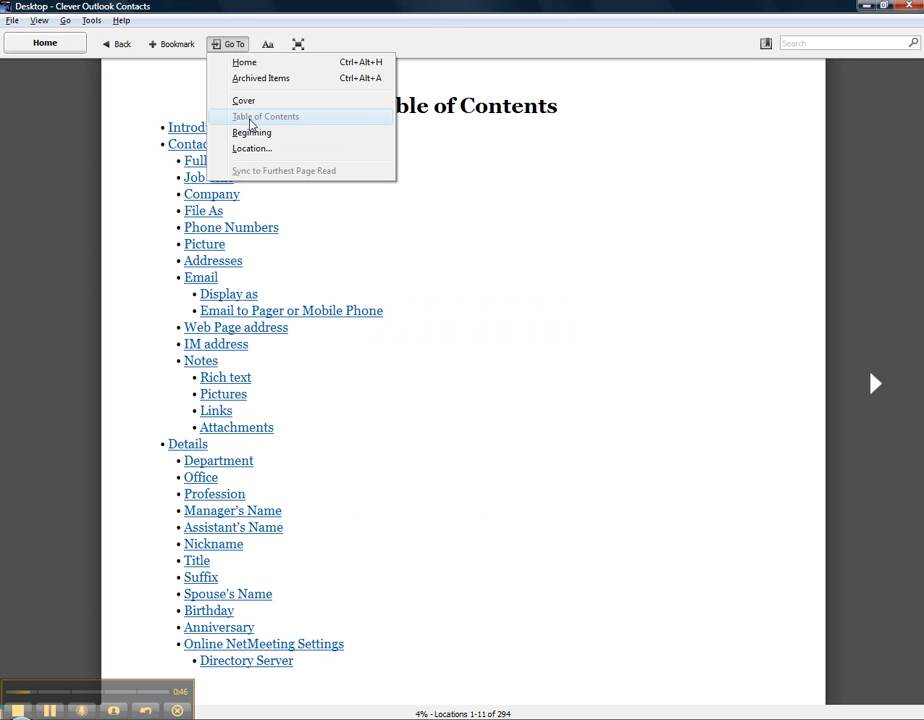 Desktop - Clever Outlook Contacts
File View Go Tools Help
Home Back Bookmark Go To Aa Search
Home Ctrl+Alt+H
Archived Items Ctrl+Alt+A
Cover
Table of Contents
Beginning
Location...
Sync to Furthest Page Read
ble of Contents
• Introd
• Contac
• Full
• Job
• Company
• File As
• Phone Numbers
• Picture
• Addresses
• Email
• Display as
• Email to Pager or Mobile Phone
• Web Page address
• IM address
• Notes
• Rich text
• Pictures
• Links
• Attachments
• Details
• Department
• Office
• Profession
• Manager's Name
• Assistant's Name
• Nickname
• Title
• Suffix
• Spouse's Name
• Birthday
• Anniversary
• Online NetMeeting Settings
• Directory Server
0:46
4% - Locations 1-11 of 294